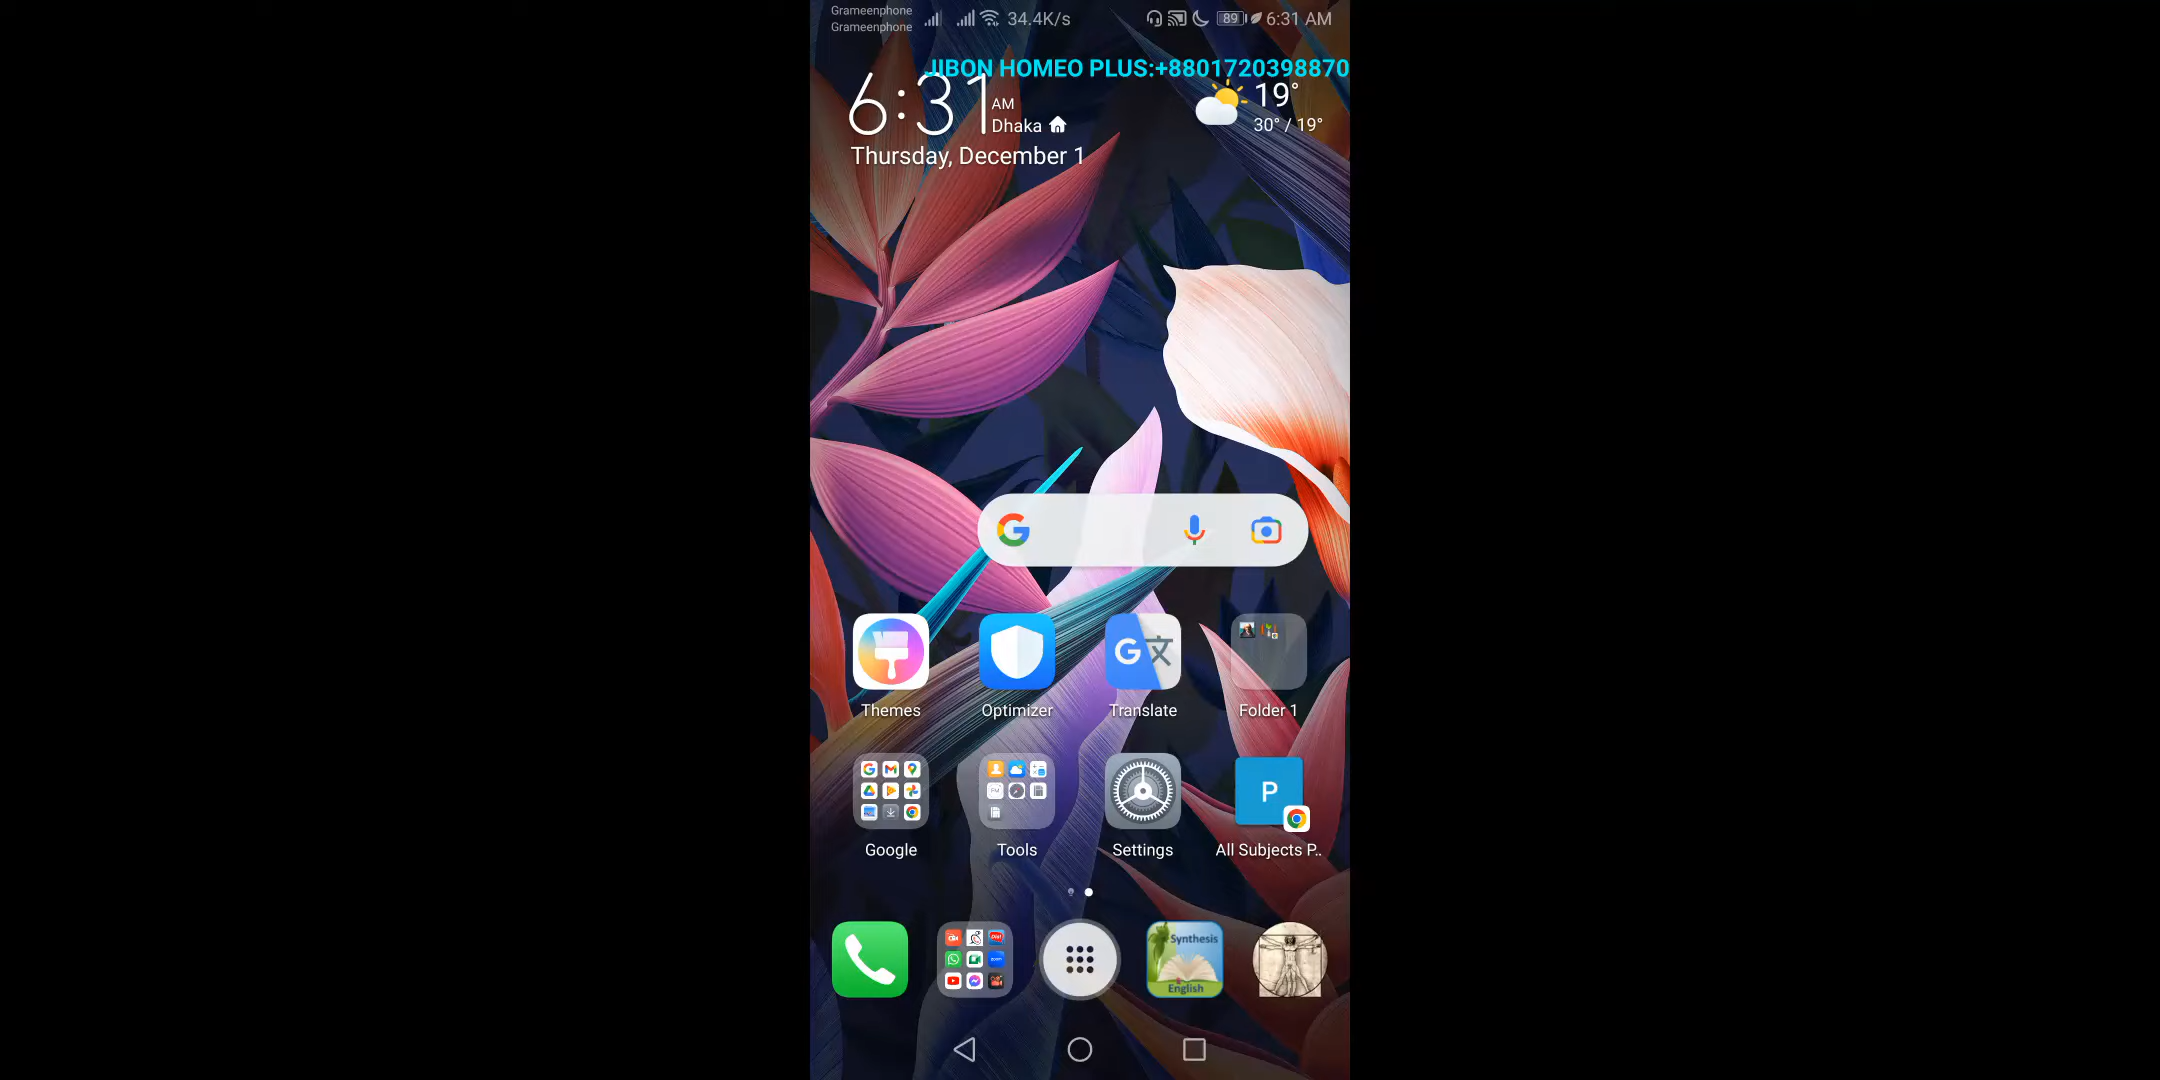 Grameenphone
Grameenphone
34.4K/s
89
6:31 AM
JIBON HOMEO PLUS:+8801720398870
6:31
AM
Dhaka
19°
30° / 19°
Thursday, December 1
Themes
Optimizer
Translate
Folder 1
Google
Tools
Settings
P
All Subjects P..
Synthesis
English